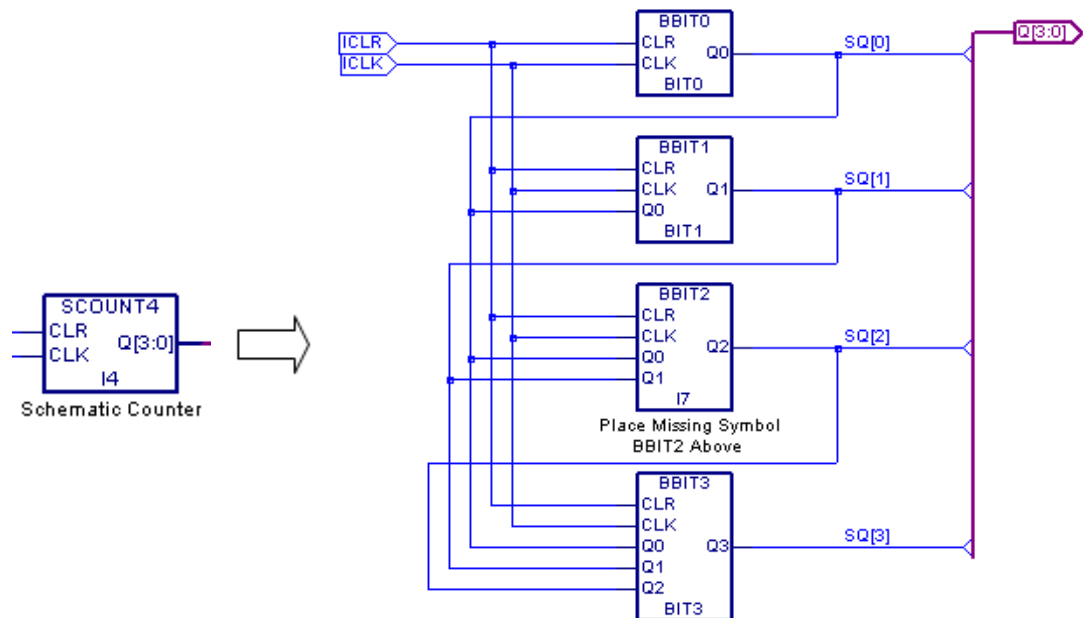 ICLR
ICLK
BBIT0
CLR
CLK
Q0
BIT0
SQ[0]
Q[3:0]
BBIT1
CLR
CLK
Q0
Q1
BIT1
SQ[1]
SCOUNT4
CLR
CLK
Q[3:0]
I4
Schematic Counter
BBIT2
CLR
CLK
Q0
Q1
Q2
I7
SQ[2]
Place Missing Symbol
BBIT2 Above
BBIT3
CLR
CLK
Q0
Q1
Q2
Q3
BIT3
SQ[3]